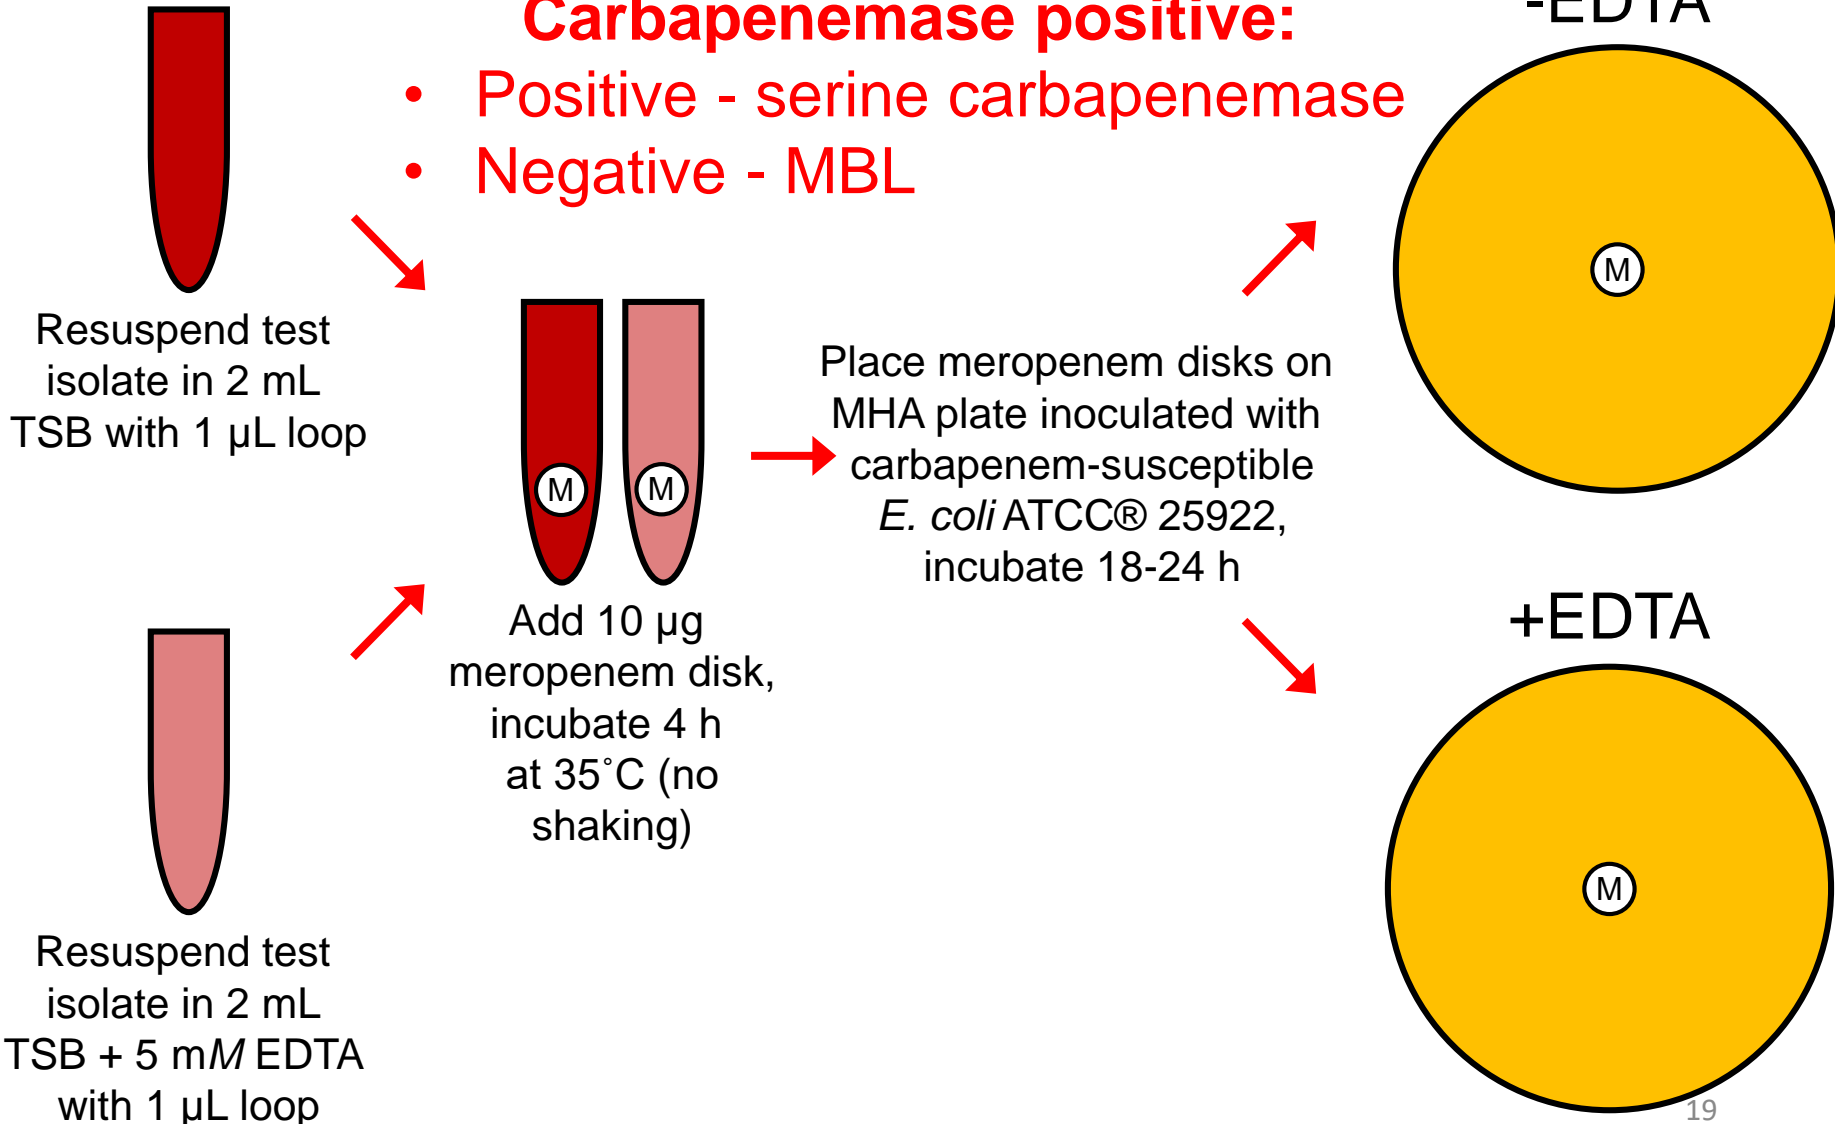 Carbapenemase positive:
• Positive - serine carbapenemase
• Negative - MBL
-EDTA
M
Resuspend test
isolate in 2 mL
TSB with 1 µL loop
M M
Add 10 µg
meropenem disk,
incubate 4 h
at 35˚C (no
shaking)
Place meropenem disks on
MHA plate inoculated with
carbapenem-susceptible
E. coli ATCC® 25922,
incubate 18-24 h
+EDTA
M
Resuspend test
isolate in 2 mL
TSB + 5 mM EDTA
with 1 µL loop
19